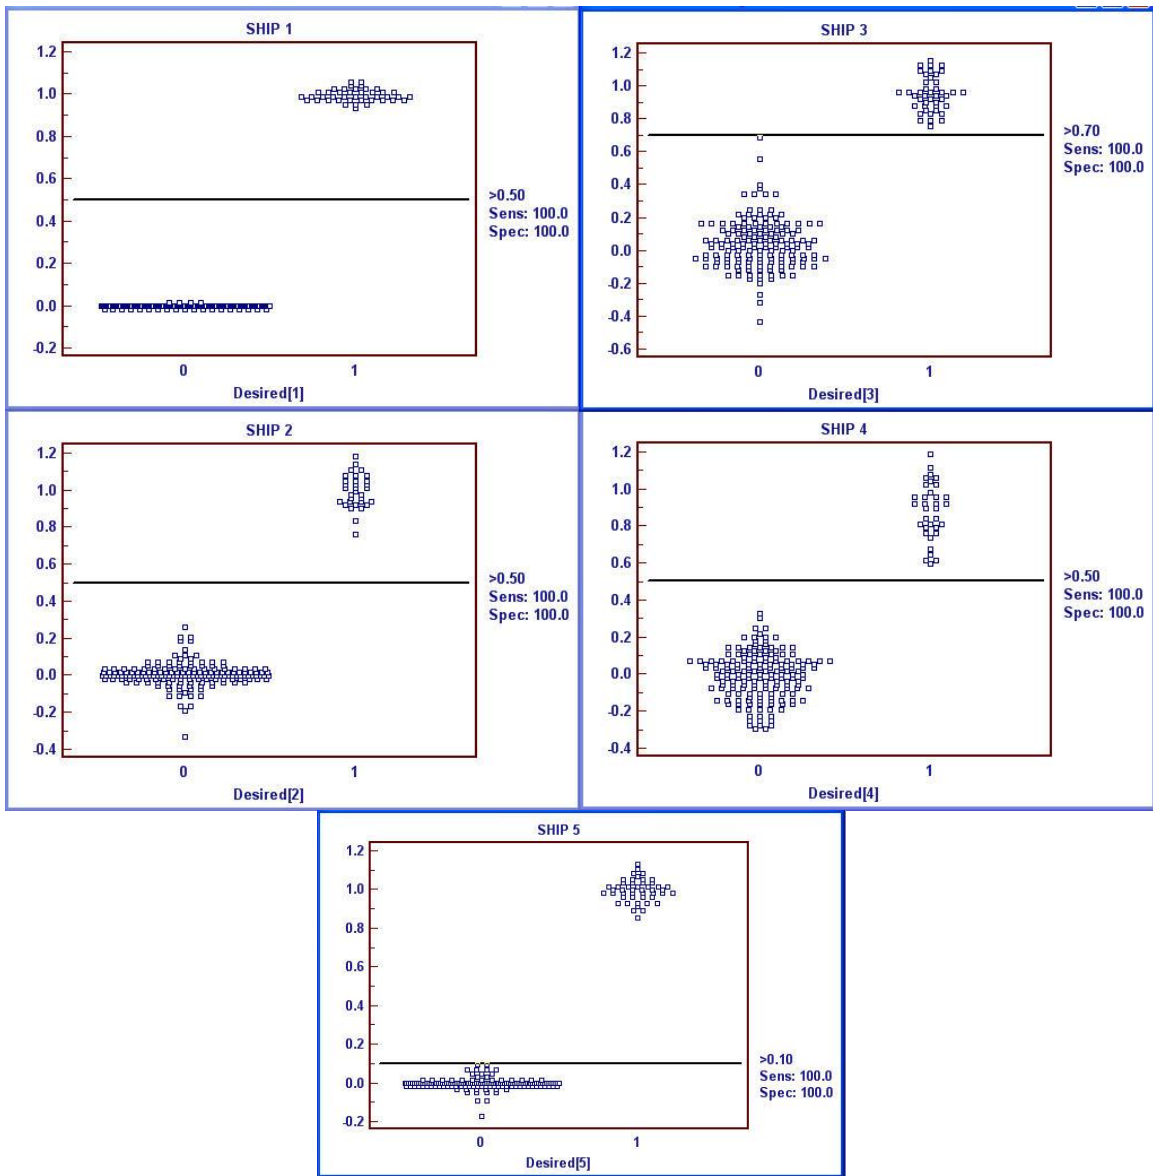 SHIP 1
1.2
1.0
0.8
0.6
0.4
0.2
0.0
-0.2
>0.50
Sens: 100.0
Spec: 100.0
0 1
Desired[1]
SHIP 3
1.2
1.0
0.8
0.6
0.4
0.2
0.0
-0.2
-0.4
-0.6
>0.70
Sens: 100.0
Spec: 100.0
0 1
Desired[3]
SHIP 2
1.2
1.0
0.8
0.6
0.4
0.2
0.0
-0.2
-0.4
>0.50
Sens: 100.0
Spec: 100.0
0 1
Desired[2]
SHIP 4
1.2
1.0
0.8
0.6
0.4
0.2
0.0
-0.2
-0.4
>0.50
Sens: 100.0
Spec: 100.0
0 1
Desired[4]
SHIP 5
1.2
1.0
0.8
0.6
0.4
0.2
0.0
-0.2
>0.10
Sens: 100.0
Spec: 100.0
0 1
Desired[5]